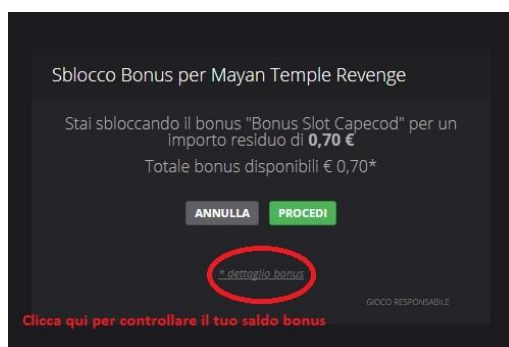 Sblocco Bonus per Mayan Temple Revenge
Stai sbloccando il bonus "Bonus Slot Capecod" per un
importo residuo di 0,70 €
Totale bonus disponibili € 0,70*
ANNULLA PROCEDI
* dettaglio bonus
GIOCO RESPONSABILE
Clicca qui per controllare il tuo saldo bonus